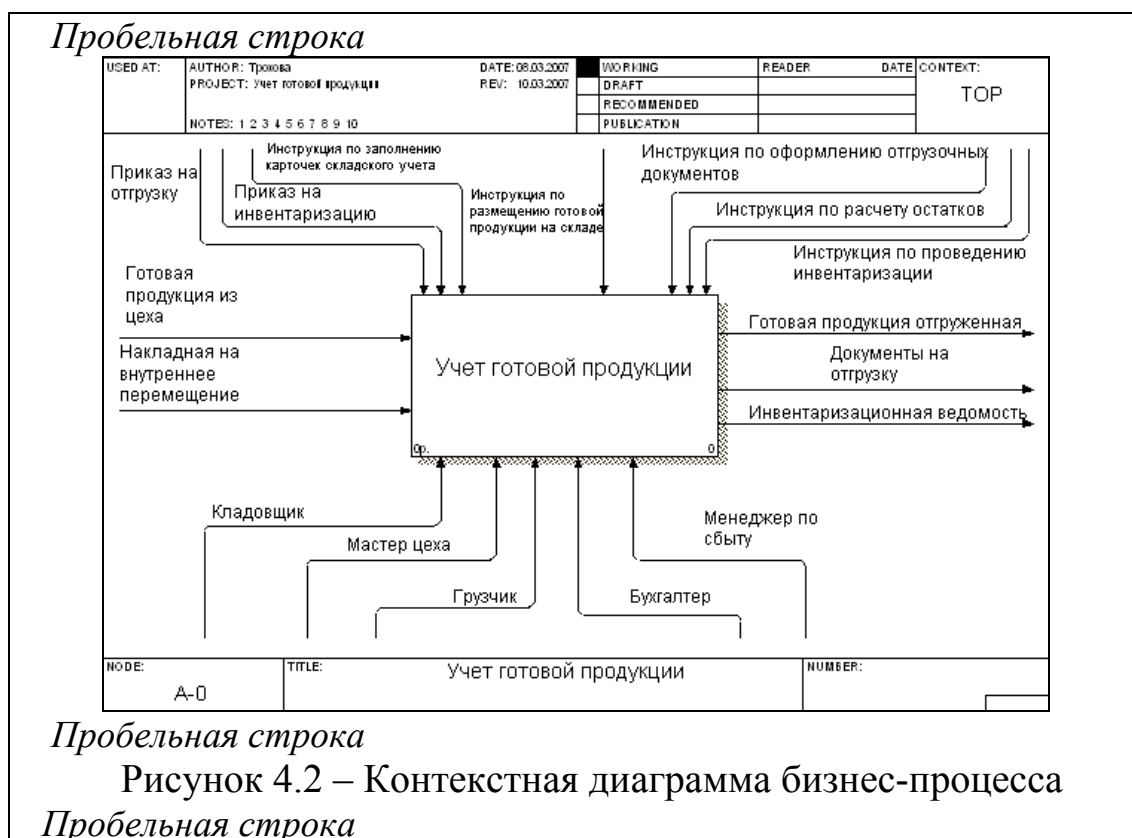 Пробельная строка
USED AT:
AUTHOR: Трохова
DATE: 08.03.2007
WORKING
READER
DATE
CONTEXT:
PROJECT: Учет готовой продукции
REV: 10.03.2007
DRAFT
TOP
RECOMMENDED
NOTES: 1 2 3 4 5 6 7 8 9 10
PUBLICATION
Приказ на
отгрузку
Приказ на
инвентаризацию
Инструкция по заполнению
карточек складского учета
Инструкция по
размещению готовой
продукции на складе
Инструкция по оформлению отгрузочных
документов
Инструкция по расчету остатков
Инструкция по проведению
инвентаризации
Готовая
продукция из
цеха
Накладная на
внутреннее
перемещение
Учет готовой продукции
0р.
0
Готовая продукция отгруженная
Документы на
отгрузку
Инвентаризационная ведомость
Кладовщик
Мастер цеха
Грузчик
Бухгалтер
Менеджер по
сбыту
NODE:
A-0
TITLE:
Учет готовой продукции
NUMBER:
Пробельная строка
Рисунок 4.2 – Контекстная диаграмма бизнес-процесса
Пробельная строка